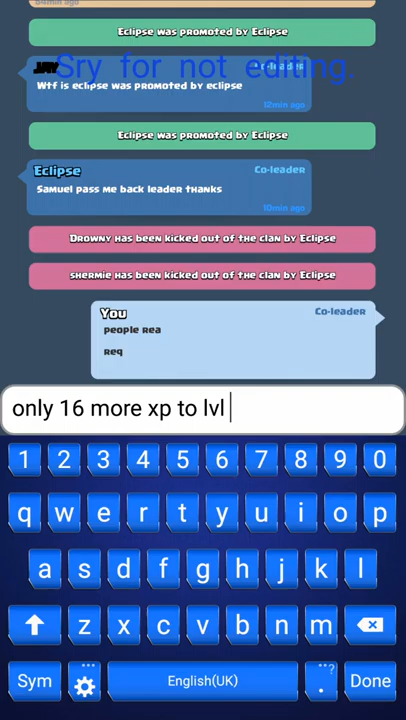 54min ago
Eclipse was promoted by Eclipse
Co-leader
Sry for not editing.
Wtf is eclipse was promoted by eclipse
12min ago
Eclipse was promoted by Eclipse
Eclipse Co-leader
Samuel pass me back leader thanks
10min ago
Drowny has been kicked out of the clan by Eclipse
shermie has been kicked out of the clan by Eclipse
You Co-leader
people Rea
Req
only 16 more xp to lvl
1 2 3 4 5 6 7 8 9 0
q w e r t y u i o p
a s d f g h j k l
z x c v b n m
Sym English(UK) . ...? Done